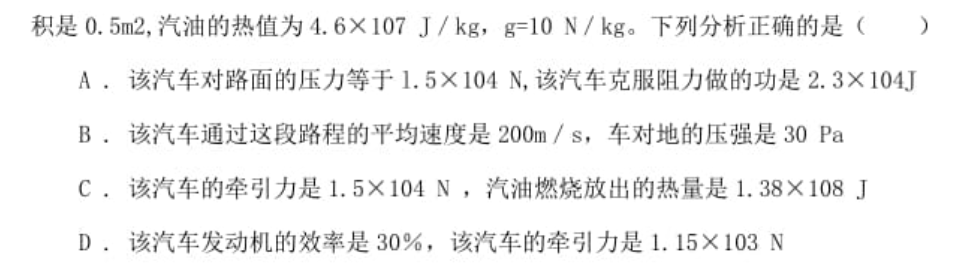 积是 0.5m2,汽油的热值为 4.6×107 J／kg，g=10 N／kg。下列分析正确的是（　　）
A ． 该汽车对路面的压力等于 1.5×104 N,该汽车克服阻力做的功是 2.3×104J
B ． 该汽车通过这段路程的平均速度是 200m／s，车对地的压强是 30 Pa
C ． 该汽车的牵引力是 1.5×104 N ，汽油燃烧放出的热量是 1.38×108 J
D ． 该汽车发动机的效率是 30%，该汽车的牵引力是 1.15×103 N